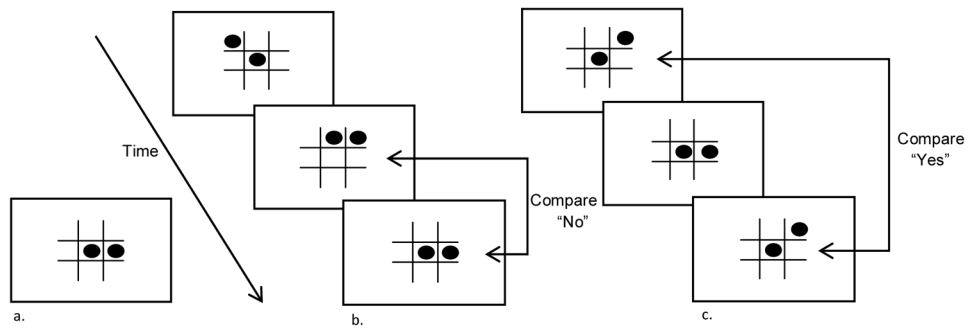 Time
Compare
“No”
Compare
“Yes”
a.
b.
c.